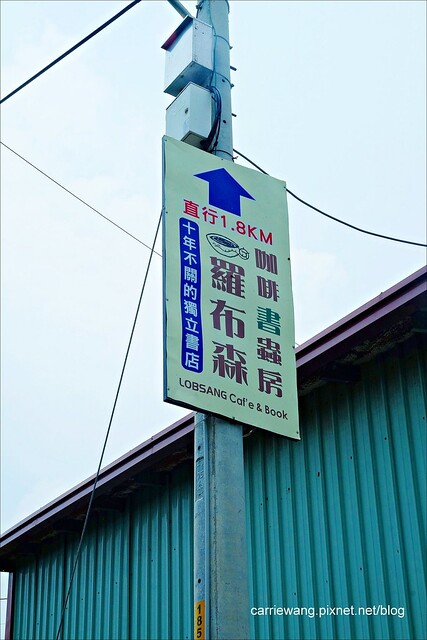 直行1.8KM
咖啡書蟲房
羅布森
十年不關的獨立書店
LOBSANG Caf'e & Book
185
carriewang.pixnet.net/blog